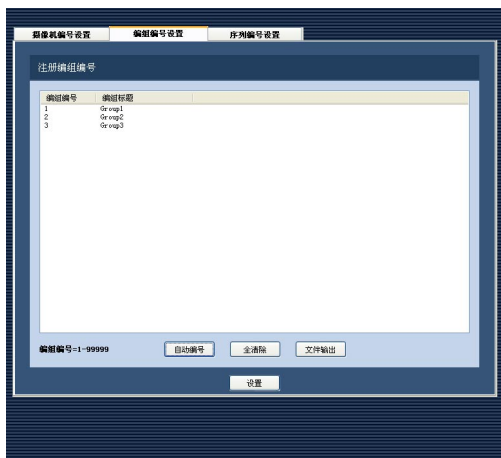 摄像机编号设置 编组编号设置 序列编号设置
注册编组编号
编组编号 编组标题
1 Group1
2 Group2
3 Group3
编组编号=1-99999 自动编号 全清除 文件输出
设置